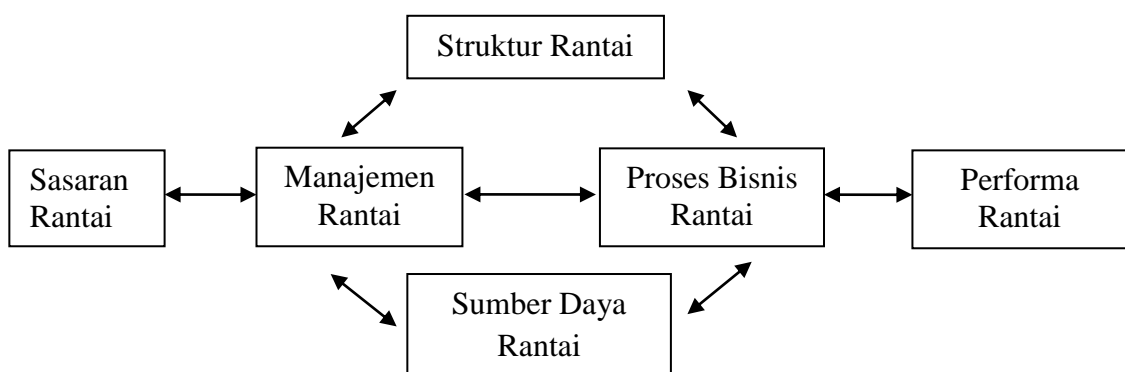 Struktur Rantai
Sasaran
Rantai
Manajemen
Rantai
Proses Bisnis
Rantai
Performa
Rantai
Sumber Daya
Rantai